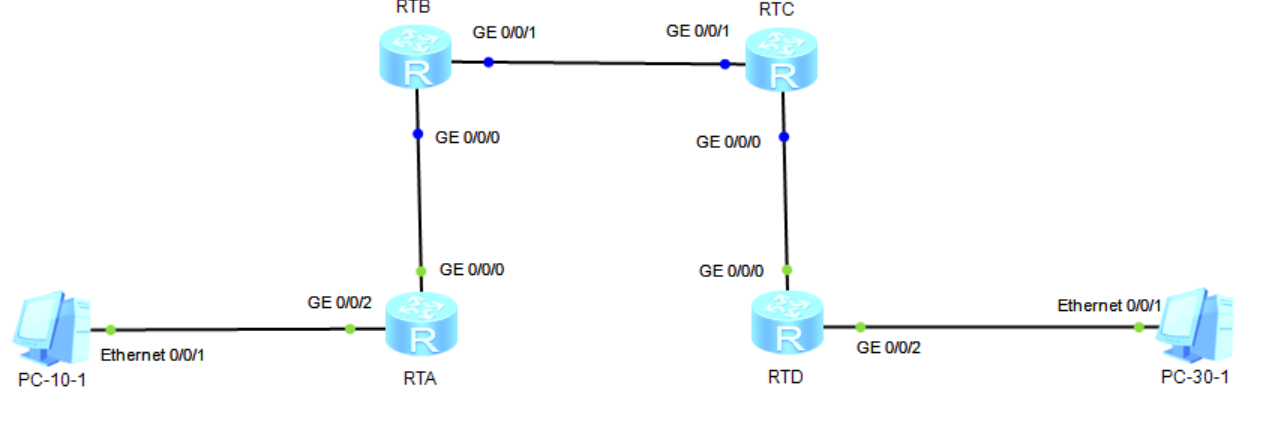 RTB
RTC
GE 0/0/1
GE 0/0/1
R
R
GE 0/0/0
GE 0/0/0
GE 0/0/0
GE 0/0/0
GE 0/0/2
Ethernet 0/0/1
R
R
Ethernet 0/0/1
GE 0/0/2
PC-10-1
RTA
RTD
PC-30-1